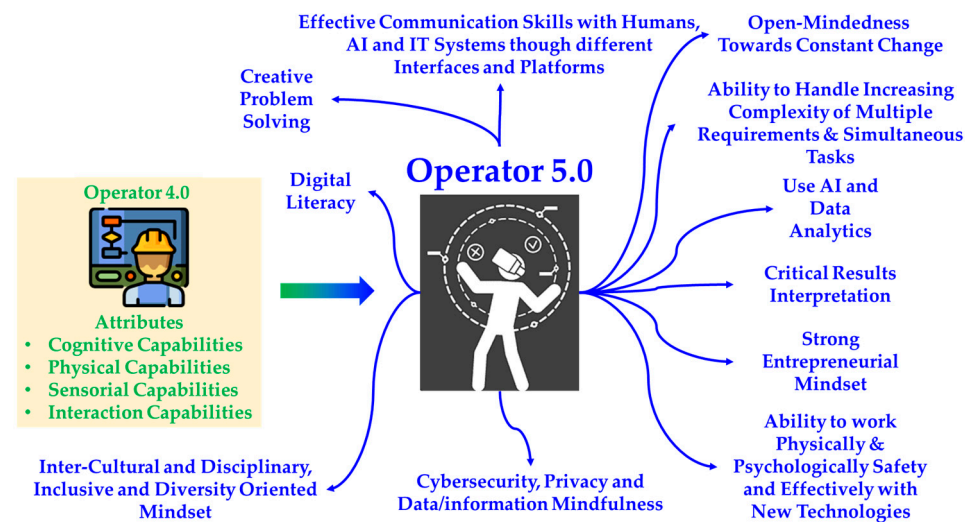 Effective Communication Skills with Humans,
AI and IT Systems though different
Interfaces and Platforms
Open-Mindedness
Towards Constant Change
Creative
Problem
Solving
Ability to Handle Increasing
Complexity of Multiple
Requirements & Simultaneous
Tasks
Operator 5.0
Digital
Literacy
Operator 4.0
Attributes
• Cognitive Capabilities
• Physical Capabilities
• Sensorial Capabilities
• Interaction Capabilities
Use AI and
Data
Analytics
Critical Results
Interpretation
Strong
Entrepreneurial
Mindset
Ability to work
Physically &
Psychologically Safety
and Effectively with
New Technologies
Inter-Cultural and Disciplinary,
Inclusive and Diversity Oriented
Mindset
Cybersecurity, Privacy and
Data/information Mindfulness